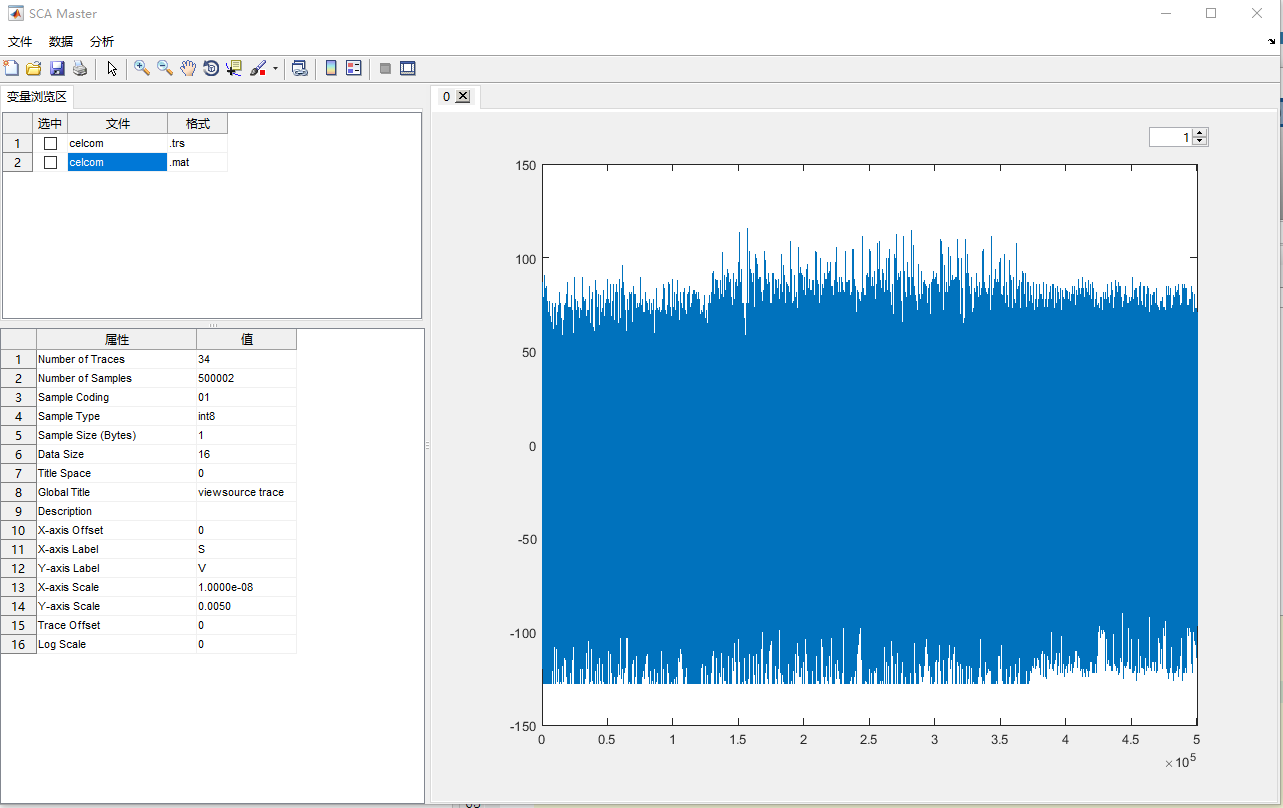 SCA Master
文件 数据 分析
变量浏览区
选中 文件 格式
1 celcom .trs
2 celcom .mat
属性 值
1 Number of Traces 34
2 Number of Samples 500002
3 Sample Coding 01
4 Sample Type int8
5 Sample Size (Bytes) 1
6 Data Size 16
7 Title Space 0
8 Global Title viewsource trace
9 Description
10 X-axis Offset 0
11 X-axis Label S
12 Y-axis Label V
13 X-axis Scale 1.0000e-08
14 Y-axis Scale 0.0050
15 Trace Offset 0
16 Log Scale 0
0
1
150
100
50
0
-50
-100
-150
0 0.5 1 1.5 2 2.5 3 3.5 4 4.5 5
×10⁵